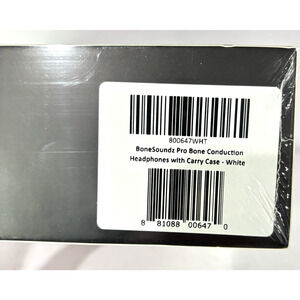 800647WHT
BoneSoundz Pro Bone Conduction
Headphones with Carry Case - White
8 81088 00647 0